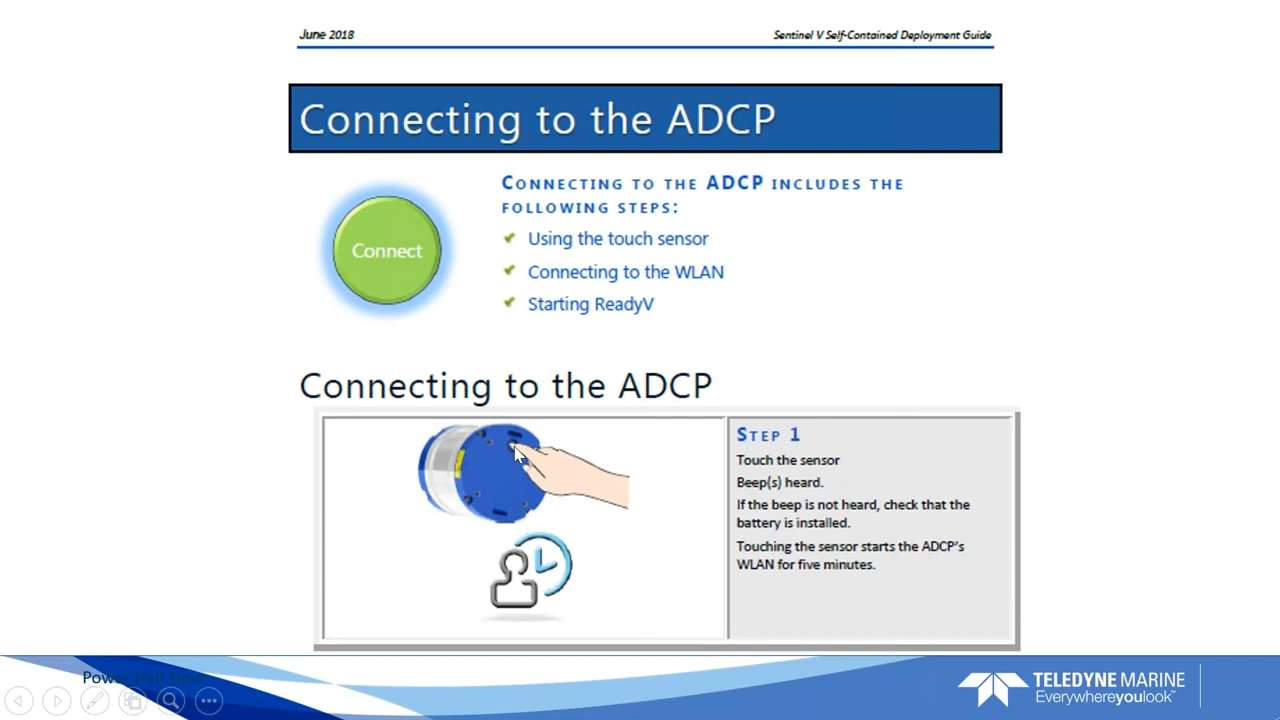 June 2018
Sentinel V Self-Contained Deployment Guide
Connecting to the ADCP
Connect
CONNECTING TO THE ADCP INCLUDES THE
FOLLOWING STEPS:
Using the touch sensor
Connecting to the WLAN
Starting ReadyV
Connecting to the ADCP
STEP 1
Touch the sensor
Beep(s) heard.
If the beep is not heard, check that the
battery is installed.
Touching the sensor starts the ADCP's
WLAN for five minutes.
Power Half Hour
TELEDYNE MARINE
Everywhereyoulook™